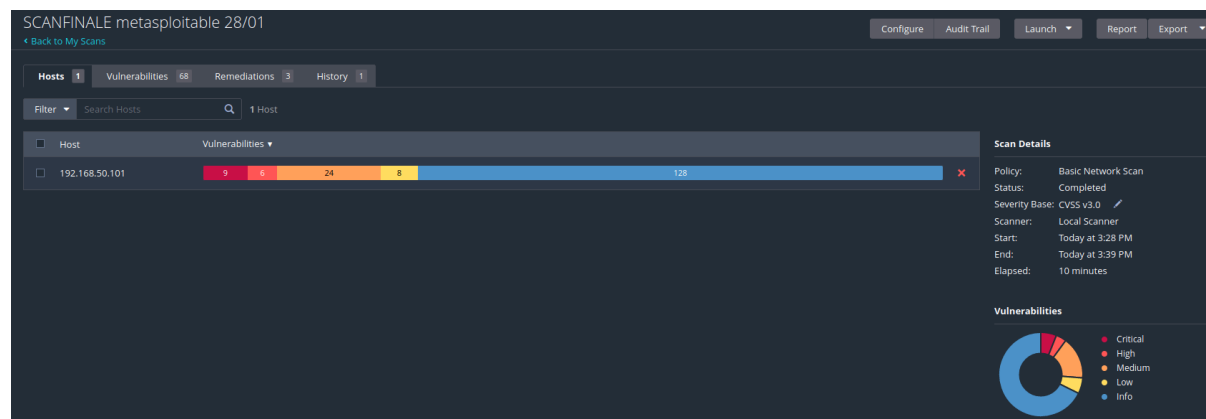 SCANFINALE metasploitable 28/01
< Back to My Scans
Configure Audit Trail Launch Report Export
Hosts 1 Vulnerabilities 68 Remediations 3 History 1
Filter Search Hosts 1 Host
Host Vulnerabilities
192.168.50.101 9 6 24 8 128
Scan Details
Policy: Basic Network Scan
Status: Completed
Severity Base: CVSS v3.0
Scanner: Local Scanner
Start: Today at 3:28 PM
End: Today at 3:39 PM
Elapsed: 10 minutes
Vulnerabilities
Critical
High
Medium
Low
Info